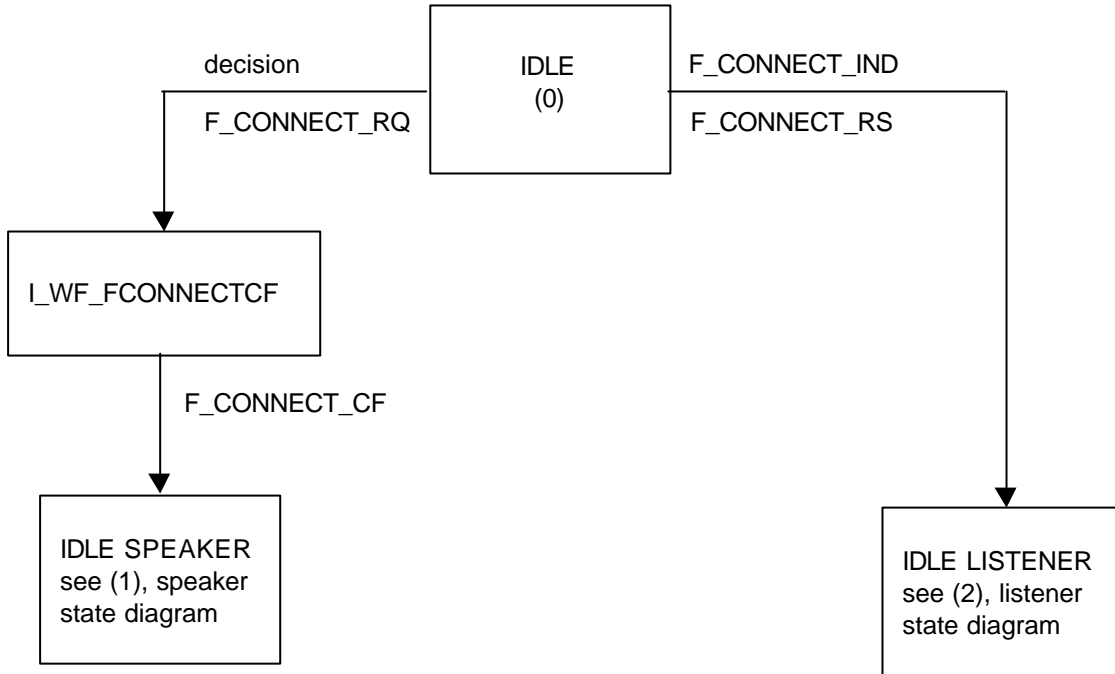 decision
F_CONNECT_RQ
IDLE
(0)
F_CONNECT_IND
F_CONNECT_RS
I_WF_FCONNECTCF
F_CONNECT_CF
IDLE SPEAKER
see (1), speaker
state diagram
IDLE LISTENER
see (2), listener
state diagram